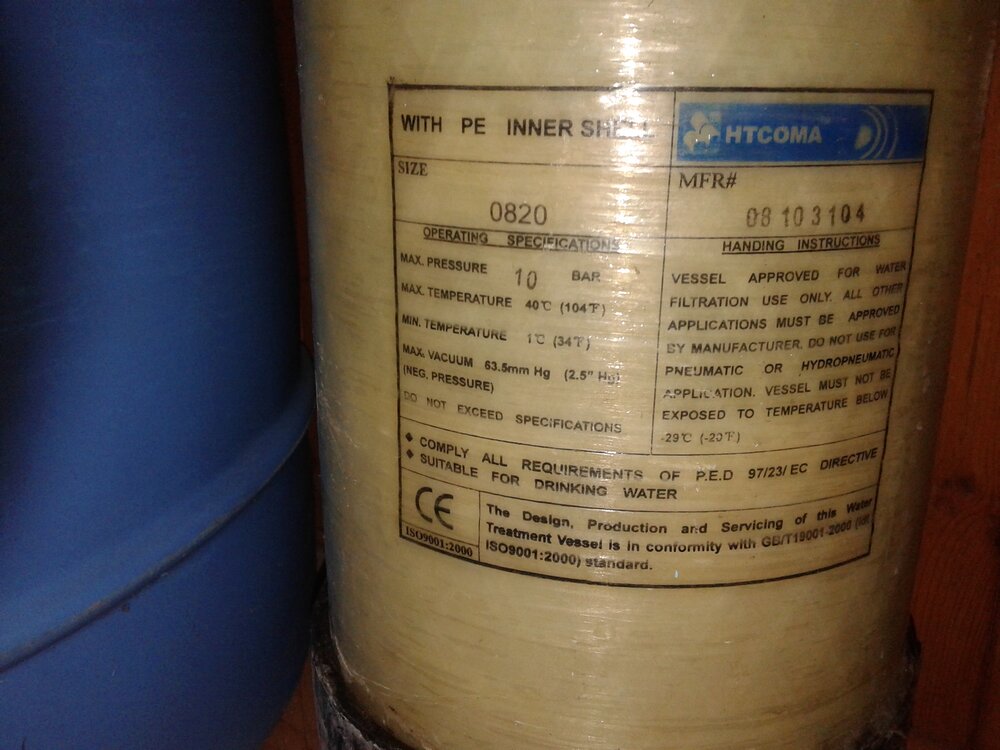 WITH PE INNER SHELL
SIZE
0820
OPERATING SPECIFICATIONS
MAX. PRESSURE 10 BAR
MAX. TEMPERATURE 40℃ (104℉)
MIN. TEMPERATURE 1℃ (34℉)
MAX. VACUUM 63.5mm Hg (2.5" Hg)
(NEG. PRESSURE)
DO NOT EXCEED SPECIFICATIONS
HTCOMA
MFR#
08 10 3104
HANDING INSTRUCTIONS
VESSEL APPROVED FOR WATER
FILTRATION USE ONLY. ALL OTHER
APPLICATIONS MUST BE APPROVED
BY MANUFACTURER. DO NOT USE FOR
PNEUMATIC OR HYDROPNEUMATIC
APPLICATION. VESSEL MUST NOT BE
EXPOSED TO TEMPERATURE BELOW
-29℃ (-20℉)
◆ COMPLY ALL REQUIREMENTS OF P.E.D 97/23/ EC DIRECTIVE
◆ SUITABLE FOR DRINKING WATER
CE
ISO9001:2000
The Design, Production and Servicing of this Water
Treatment Vessel is in conformity with GB/T19001-2000 (idt
ISO9001:2000) standard.